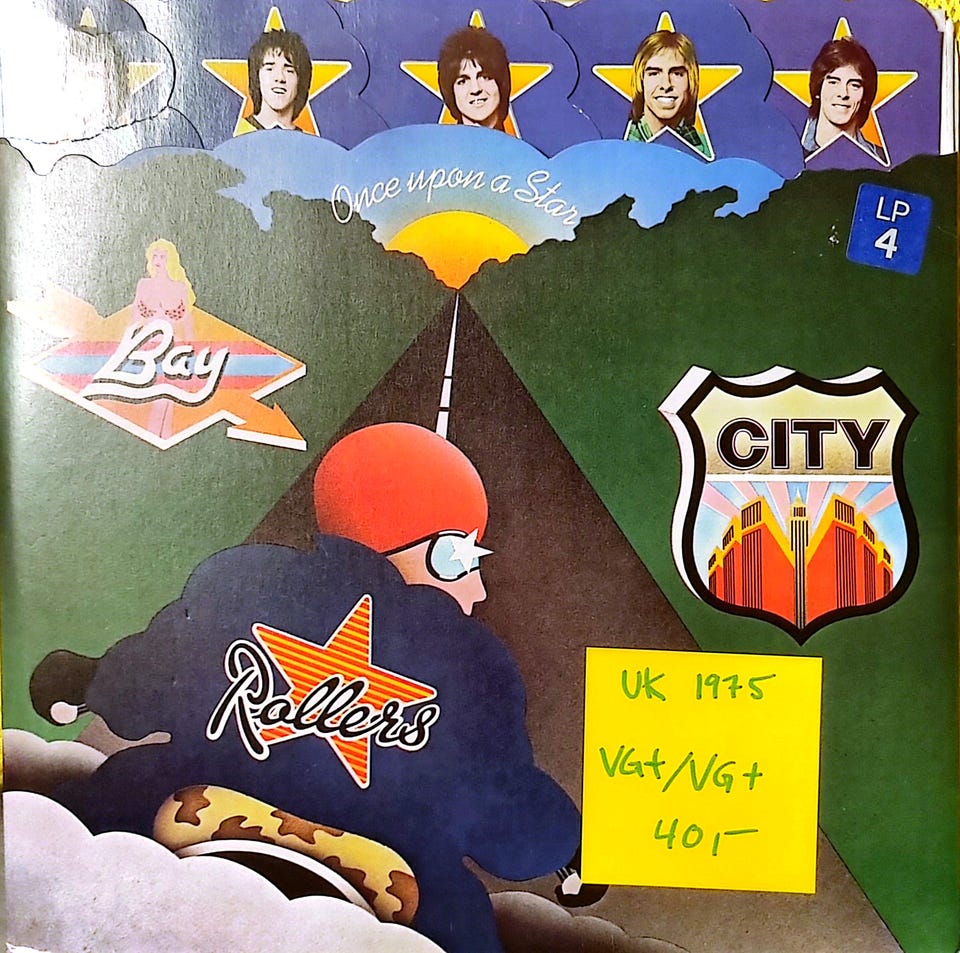 Once upon a Star
LP
4
Bay
CITY
Rollers
UK 1975
VG+/VG+
40,-